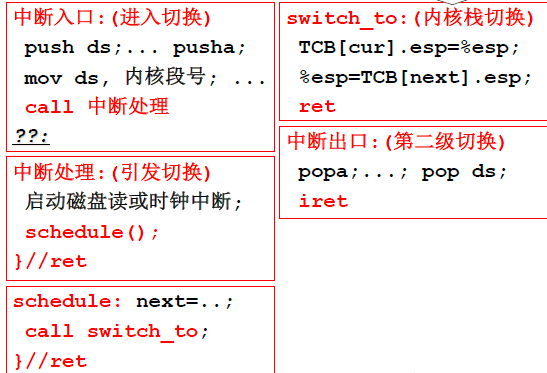 中断入口:(进入切换)
push ds;... pusha;
mov ds, 内核段号; ...
call 中断处理
??:
中断处理:(引发切换)
启动磁盘读或时钟中断;
schedule();
}//ret
schedule: next=..;
call switch_to;
}//ret
switch_to:(内核栈切换)
TCB[cur].esp=%esp;
%esp=TCB[next].esp;
ret
中断出口:(第二级切换)
popa;...; pop ds;
iret